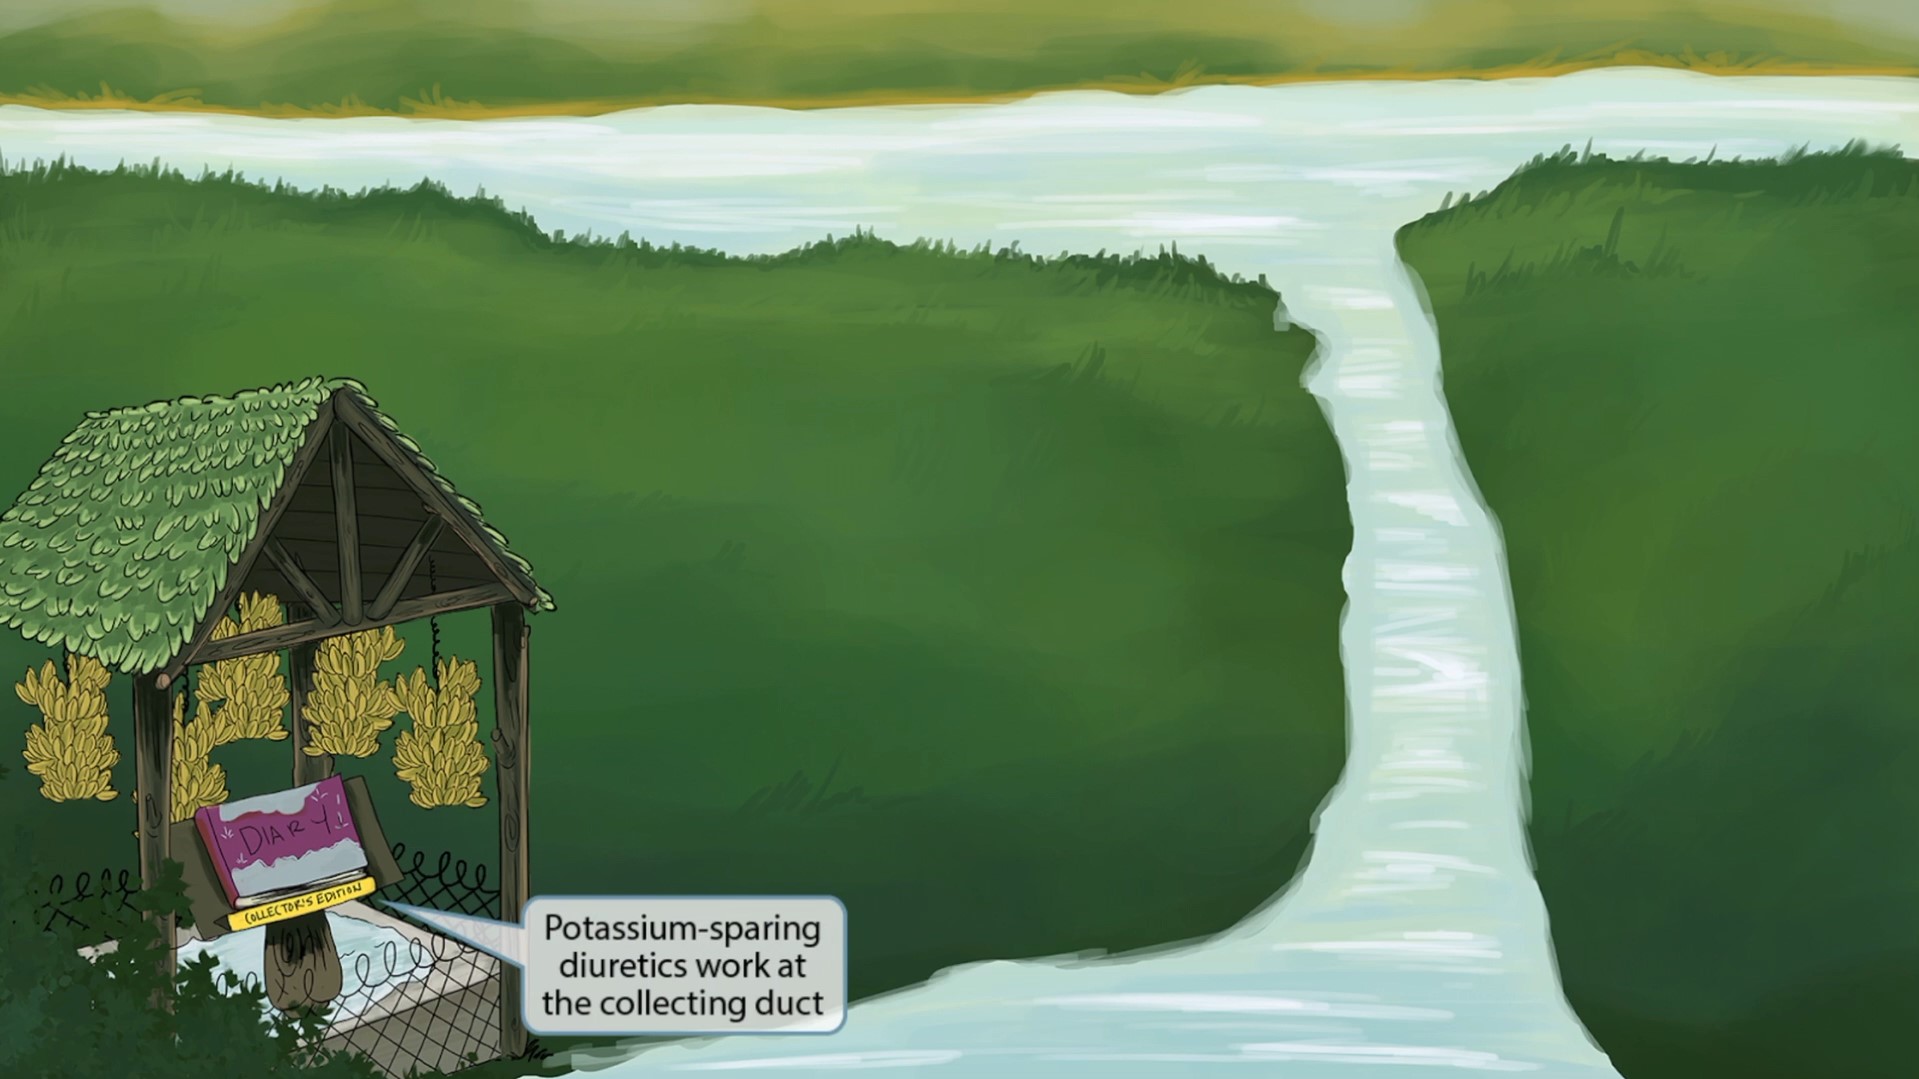 DIARY!
COLLECTOR'S EDITION
Potassium-sparing
diuretics work at
the collecting duct